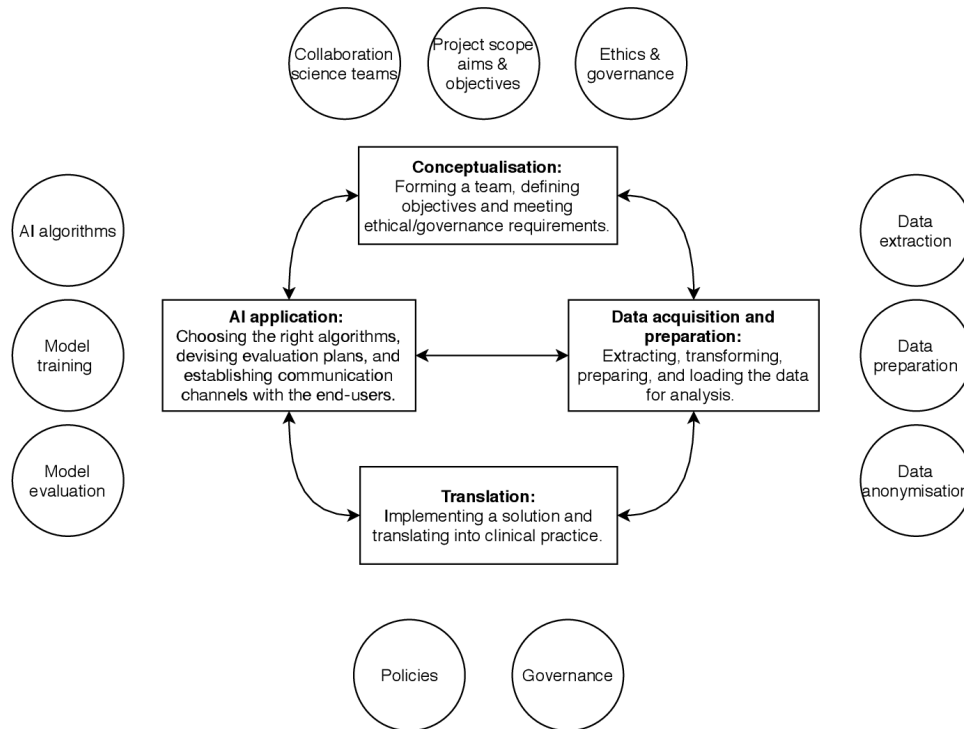 Collaboration
science teams
Project scope
aims &
objectives
Ethics &
governance
Conceptualisation:
Forming a team, defining
objectives and meeting
ethical/governance requirements.
AI algorithms
Model
training
Model
evaluation
AI application:
Choosing the right algorithms,
devising evaluation plans, and
establishing communication
channels with the end-users.
Data acquisition and
preparation:
Extracting, transforming,
preparing, and loading the data
for analysis.
Data
extraction
Data
preparation
Data
anonymisation
Translation:
Implementing a solution and
translating into clinical practice.
Policies
Governance